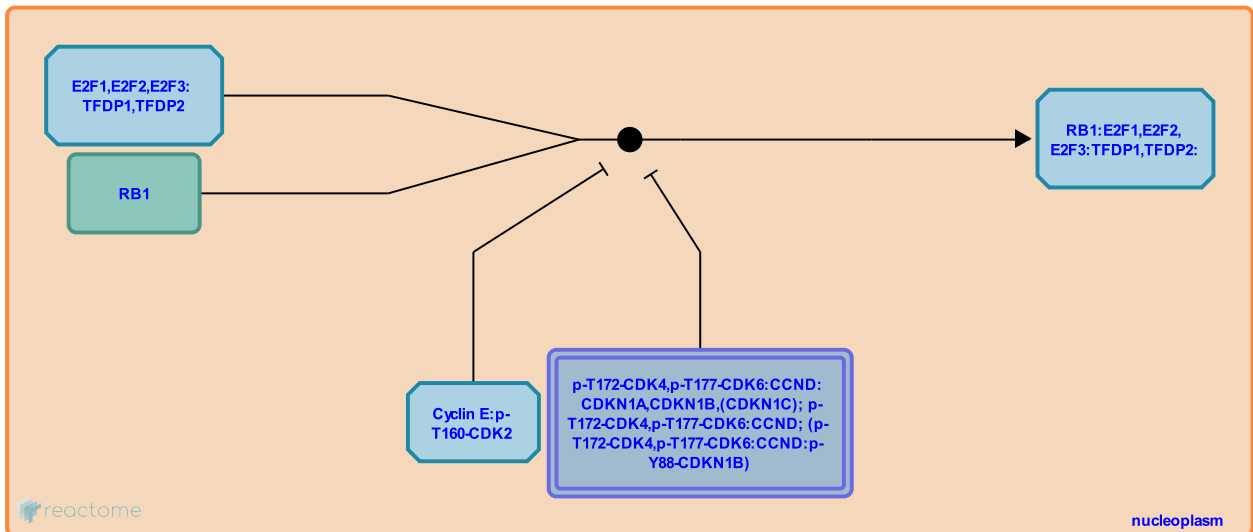 E2F1,E2F2,E2F3:
TFDP1,TFDP2
RB1
RB1:E2F1,E2F2,
E2F3:TFDP1,TFDP2:
Cyclin E:p-
T160-CDK2
p-T172-CDK4,p-T177-CDK6:CCND:
CDKN1A,CDKN1B,(CDKN1C); p-
T172-CDK4,p-T177-CDK6:CCND; (p-
T172-CDK4,p-T177-CDK6:CCND:p-
Y88-CDKN1B)
reactome
nucleoplasm